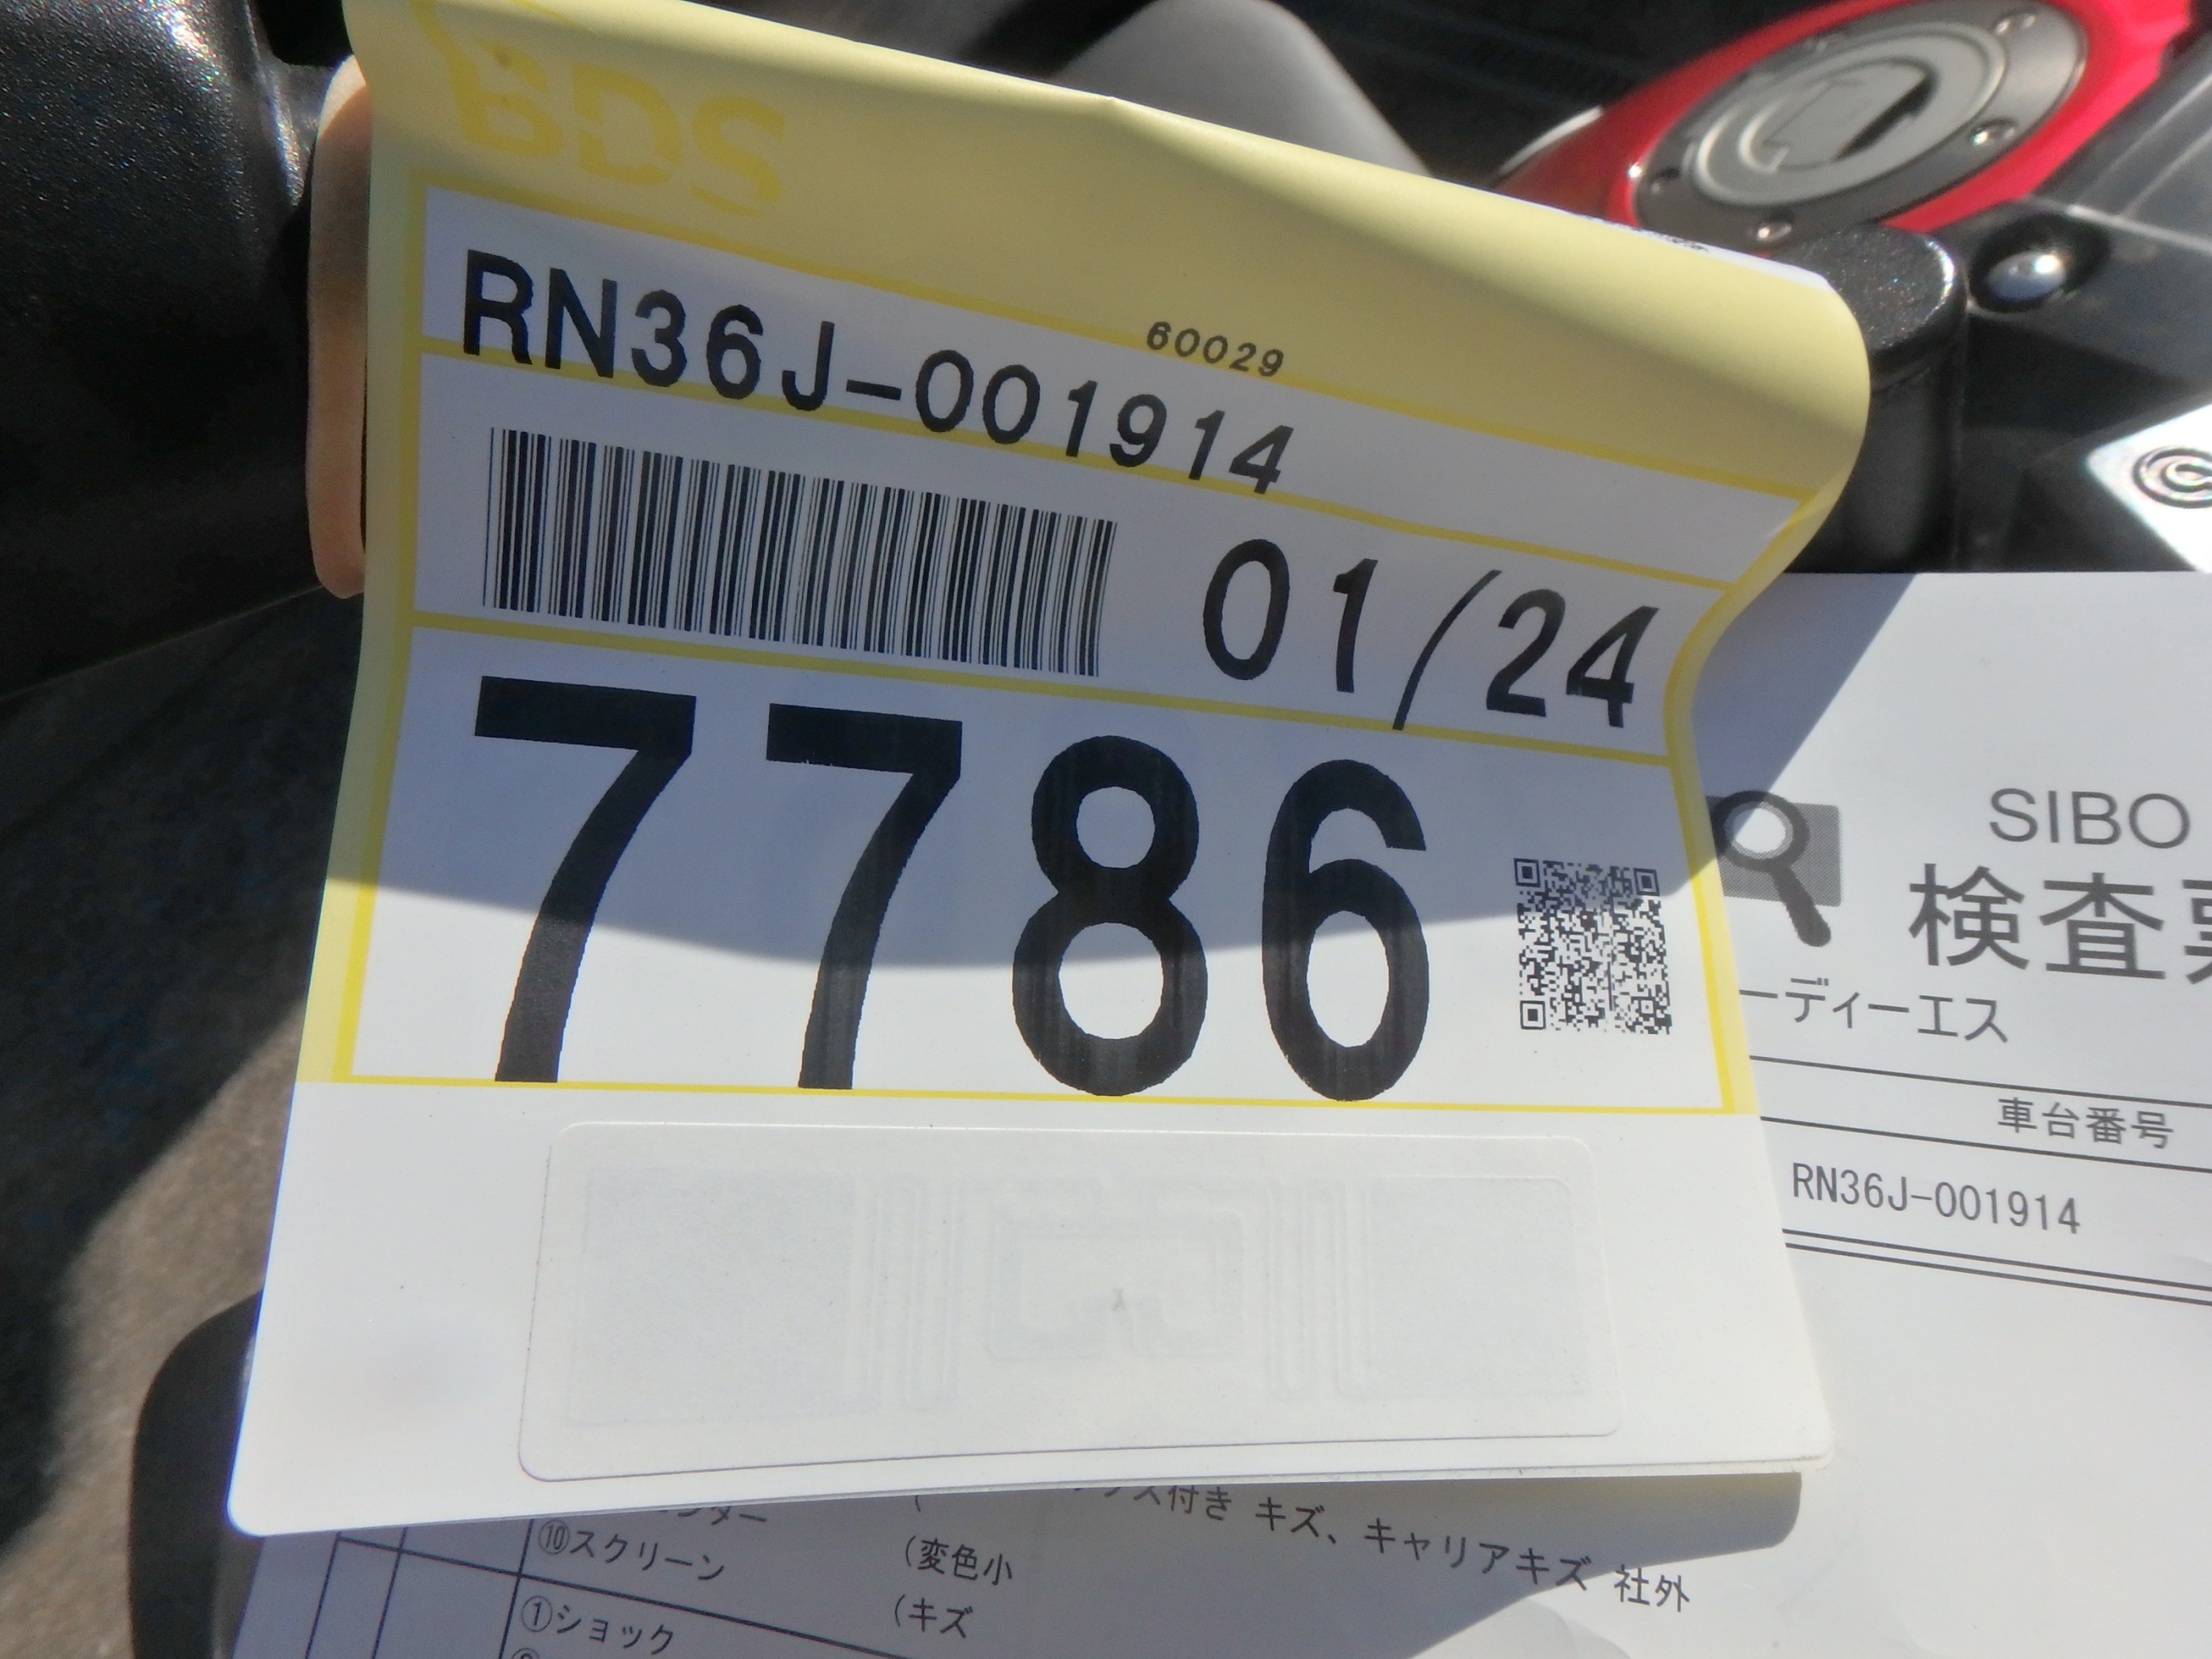 BDS
60029
RN36J-001914
01/24
7786
SIBO
検査票
ーディーエス
車台番号
RN36J-001914
ス付き キズ、キャリアキズ 社外
⑩スクリーン (変色小
①ショック (キズ